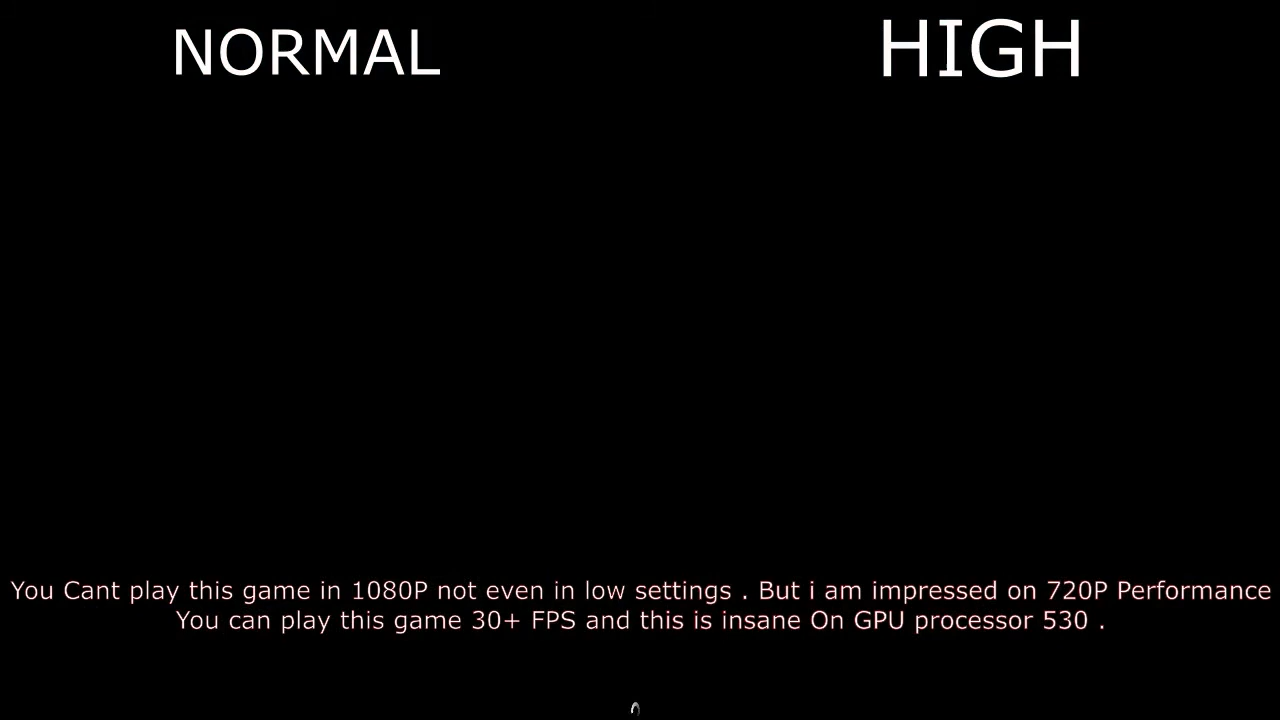 NORMAL HIGH
You Cant play this game in 1080P not even in low settings . But i am impressed on 720P Performance
You can play this game 30+ FPS and this is insane On GPU processor 530 .